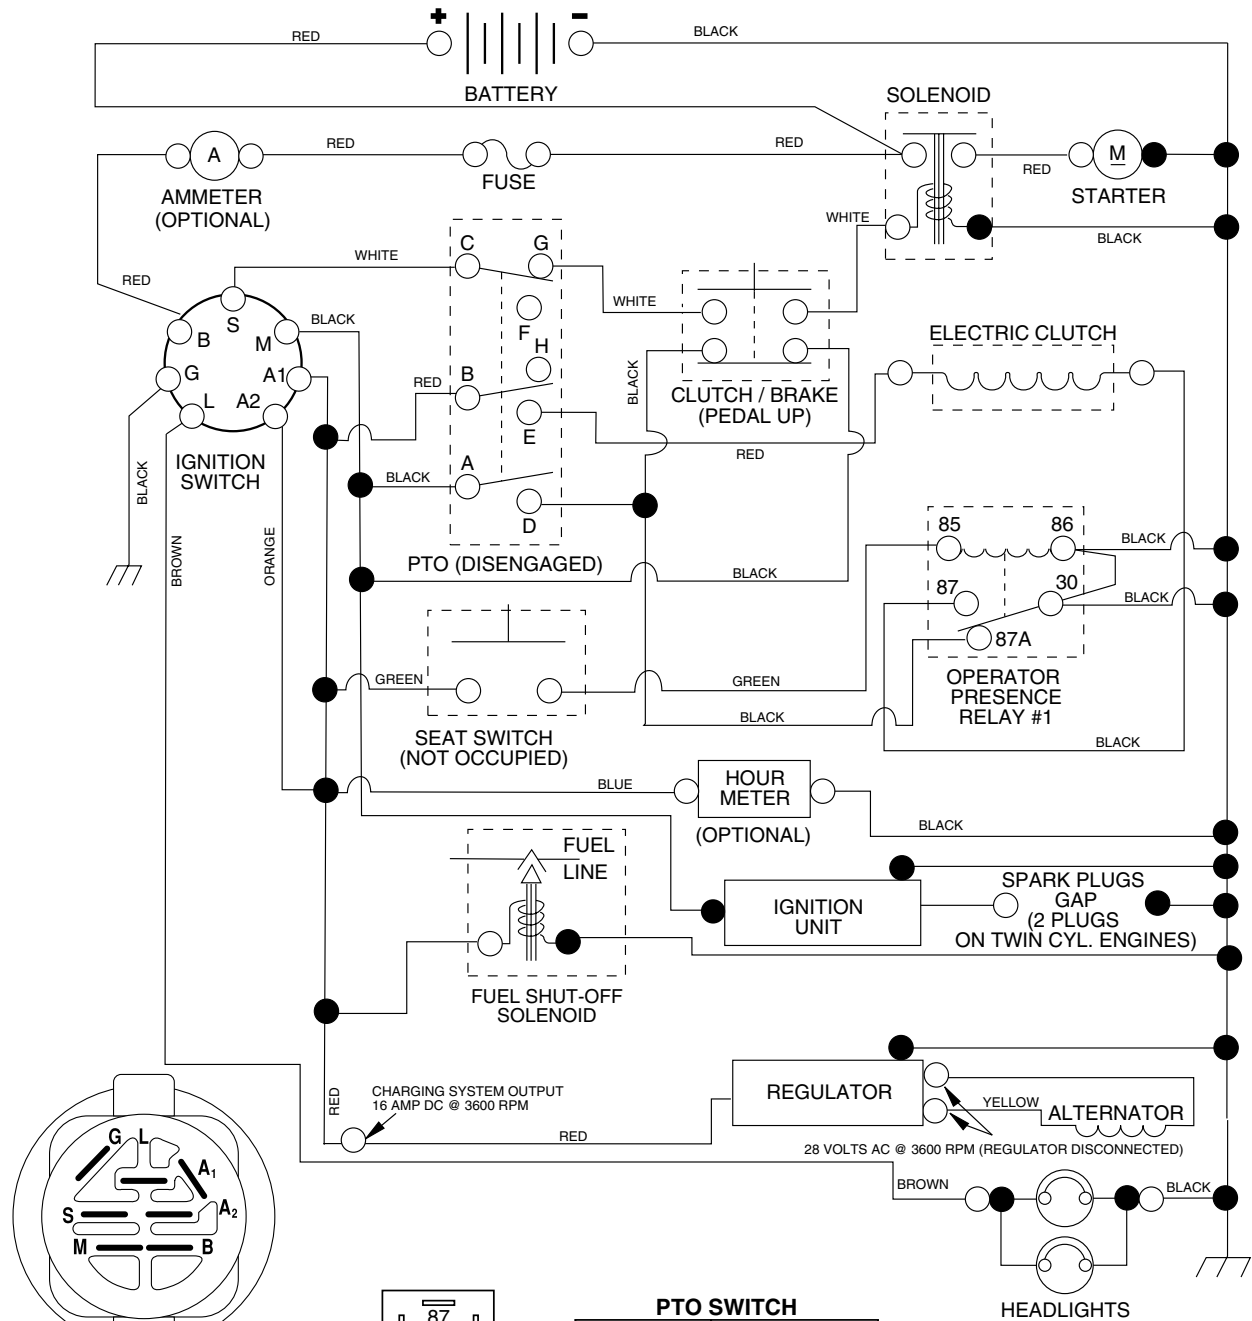 + -
RED
BLACK
BATTERY
SOLENOID
A
RED
FUSE
RED
RED
M
STARTER
AMMETER
(OPTIONAL)
WHITE
BLACK
RED
WHITE
C
G
F
H
B
E
A
D
RED
BLACK
PTO (DISENGAGED)
S
B
M
G
A1
L
A2
BLACK
IGNITION
SWITCH
WHITE
BLACK
CLUTCH / BRAKE
(PEDAL UP)
ELECTRIC CLUTCH
RED
BLACK
BROWN
ORANGE
BLACK
85
86
87
30
87A
BLACK
BLACK
OPERATOR
PRESENCE
RELAY #1
GREEN
GREEN
SEAT SWITCH
(NOT OCCUPIED)
BLACK
BLACK
BLUE
HOUR
METER
(OPTIONAL)
BLACK
FUEL
LINE
FUEL SHUT-OFF
SOLENOID
IGNITION
UNIT
SPARK PLUGS
GAP
(2 PLUGS
ON TWIN CYL. ENGINES)
RED
CHARGING SYSTEM OUTPUT
16 AMP DC @ 3600 RPM
RED
REGULATOR
YELLOW
ALTERNATOR
28 VOLTS AC @ 3600 RPM (REGULATOR DISCONNECTED)
BROWN
BLACK
HEADLIGHTS
G L
A1
A2
S
M
B
87
PTO SWITCH